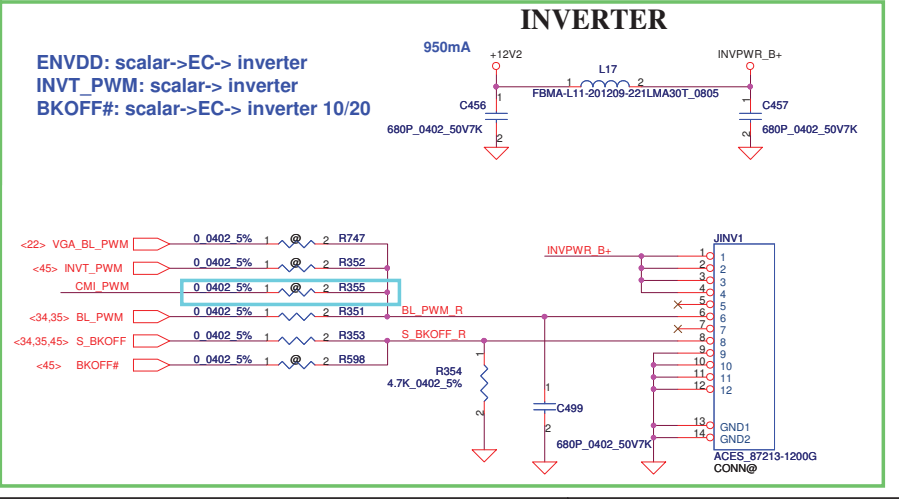 INVERTER
ENVDD: scalar->EC-> inverter
INVT_PWM: scalar-> inverter
BKOFF#: scalar->EC-> inverter 10/20
950mA
+12V2
INVPWR_B+
L17
1 2
FBMA-L11-201209-221LMA30T_0805
C456
1
2
680P_0402_50V7K
C457
1
2
680P_0402_50V7K
<22> VGA_BL_PWM 0_0402_5% 1 @ 2 R747
<45> INVT_PWM 0_0402_5% 1 @ 2 R352
CMI_PWM 0_0402_5% 1 @ 2 R355
<34,35> BL_PWM 0_0402_5% 1 2 R351 BL_PWM_R
<34,35,45> S_BKOFF 0_0402_5% 1 2 R353 S_BKOFF_R
<45> BKOFF# 0_0402_5% 1 @ 2 R598
R354
4.7K_0402_5%
1
2
1
C499
2
680P_0402_50V7K
INVPWR_B+
JINV1
1 1
2 2
3 3
4 4
5 5
6 6
7 7
8 8
9 9
10 10
11 11
12 12
13 GND1
14 GND2
ACES_87213-1200G
CONN@